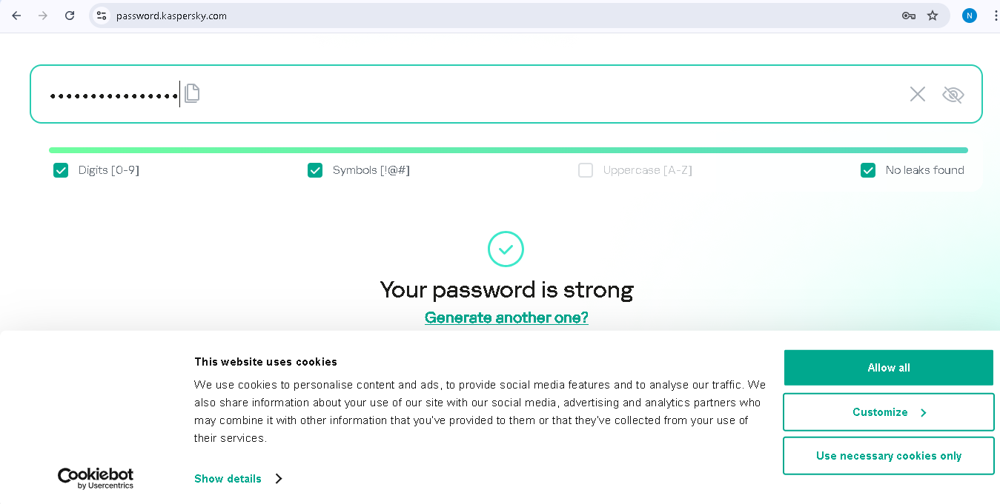 password.kaspersky.com
N
••••••••••••••••
Digits [0-9]
Symbols [!@#]
Uppercase [A-Z]
No leaks found
Your password is strong
Generate another one?
This website uses cookies
We use cookies to personalise content and ads, to provide social media features and to analyse our traffic. We
also share information about your use of our site with our social media, advertising and analytics partners who
may combine it with other information that you've provided to them or that they've collected from your use of
their services.
Show details
Allow all
Customize
Use necessary cookies only
Cookiebot
by Usercentrics